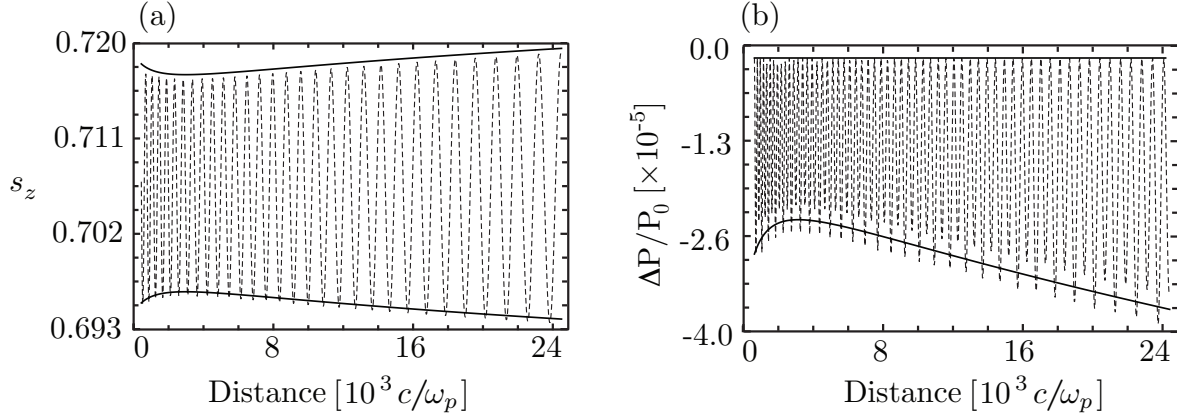 (a)
0.720
0.711
0.702
0.693
s_z
0 8 16 24
Distance [10^3 c/ω_p]
(b)
0.0
-1.3
-2.6
-4.0
ΔP/P_0 [×10^-5]
0 8 16 24
Distance [10^3 c/ω_p]